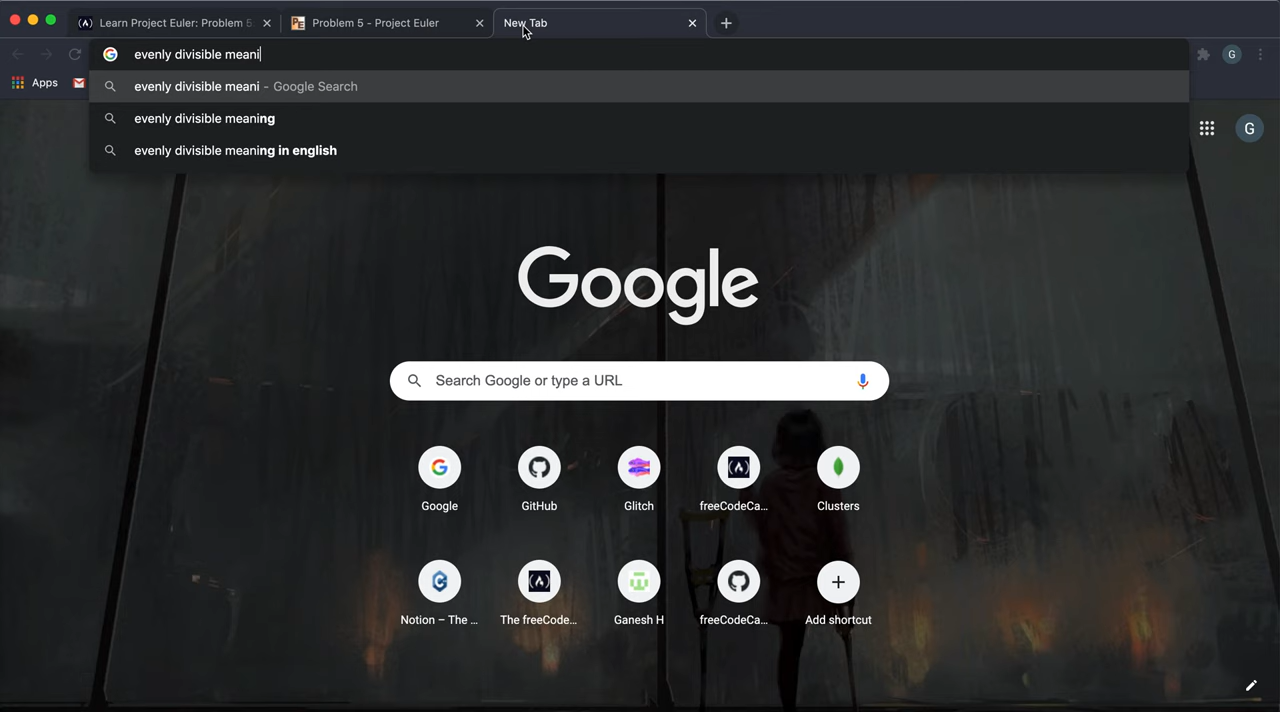 Learn Project Euler: Problem 5
Problem 5 - Project Euler
New Tab
evenly divisible meani
G
Apps
evenly divisible meani - Google Search
evenly divisible meaning
G
evenly divisible meaning in english
Google
Search Google or type a URL
Google
GitHub
Glitch
freeCodeCa...
Clusters
Notion – The ...
The freeCode...
Ganesh H
freeCodeCa...
Add shortcut